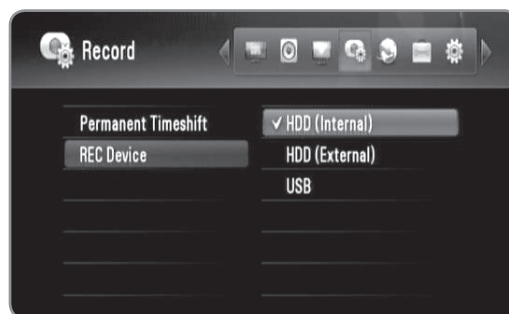 Record
Permanent Timeshift
✓ HDD (Internal)
REC Device
HDD (External)
USB